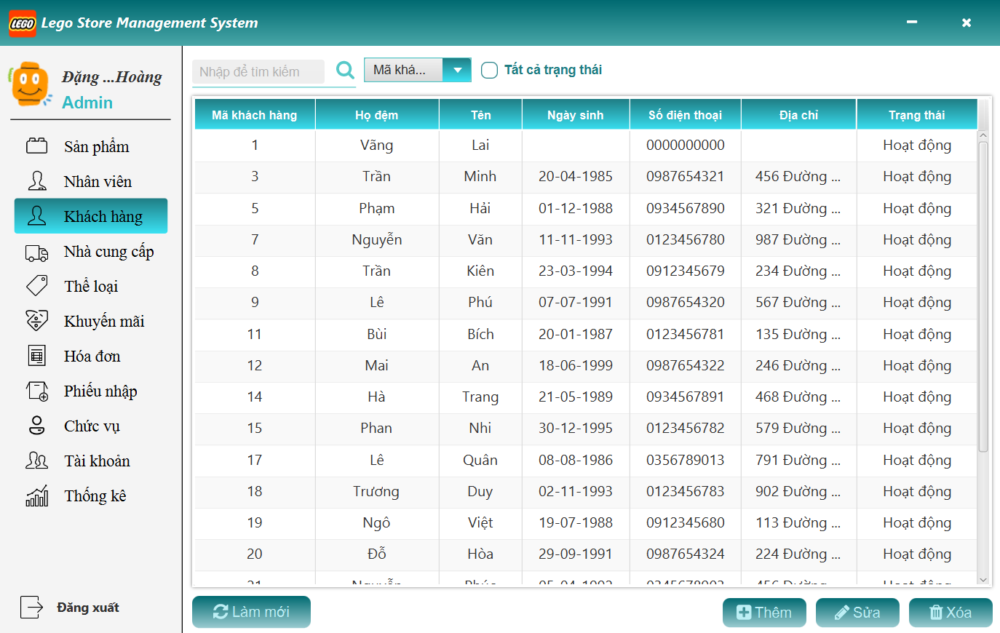 LEGO Lego Store Management System
Đặng ...Hoàng
Admin
Sản phẩm
Nhân viên
Khách hàng
Nhà cung cấp
Thể loại
Khuyến mãi
Hóa đơn
Phiếu nhập
Chức vụ
Tài khoản
Thống kê
Đăng xuất
Nhập để tìm kiếm Mã khá... Tất cả trạng thái
Mã khách hàng Họ đệm Tên Ngày sinh Số điện thoại Địa chỉ Trạng thái
1 Vãng Lai 0000000000 Hoạt động
3 Trần Minh 20-04-1985 0987654321 456 Đường ... Hoạt động
5 Phạm Hải 01-12-1988 0934567890 321 Đường ... Hoạt động
7 Nguyễn Văn 11-11-1993 0123456780 987 Đường ... Hoạt động
8 Trần Kiên 23-03-1994 0912345679 234 Đường ... Hoạt động
9 Lê Phú 07-07-1991 0987654320 567 Đường ... Hoạt động
11 Bùi Bích 20-01-1987 0123456781 135 Đường ... Hoạt động
12 Mai An 18-06-1999 0987654322 246 Đường ... Hoạt động
14 Hà Trang 21-05-1989 0934567891 468 Đường ... Hoạt động
15 Phan Nhi 30-12-1995 0123456782 579 Đường ... Hoạt động
17 Lê Quân 08-08-1986 0356789013 791 Đường ... Hoạt động
18 Trương Duy 02-11-1993 0123456783 902 Đường ... Hoạt động
19 Ngô Việt 19-07-1988 0912345680 113 Đường ... Hoạt động
20 Đỗ Hòa 29-09-1991 0987654324 224 Đường ... Hoạt động
Làm mới Thêm Sửa Xóa